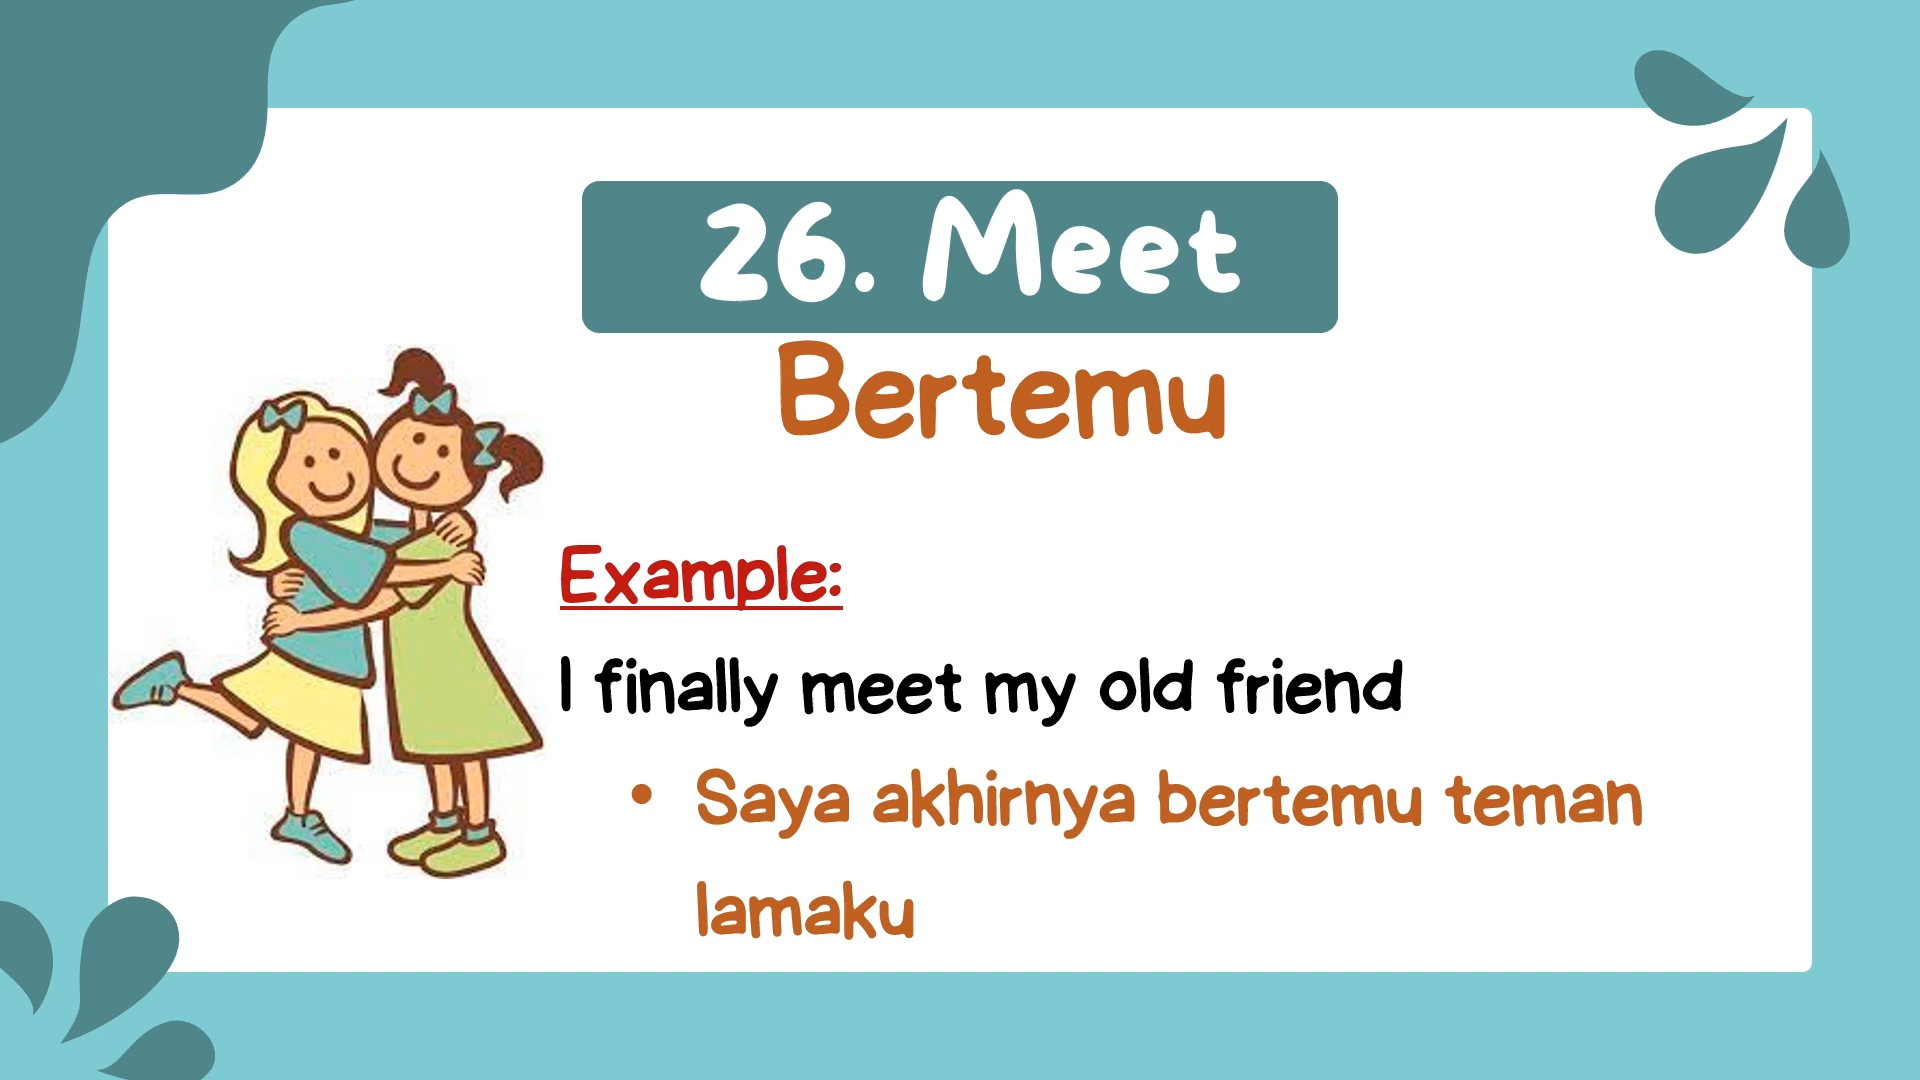 26. Meet
Bertemu
Example:
I finally meet my old friend
• Saya akhirnya bertemu teman
lamaku